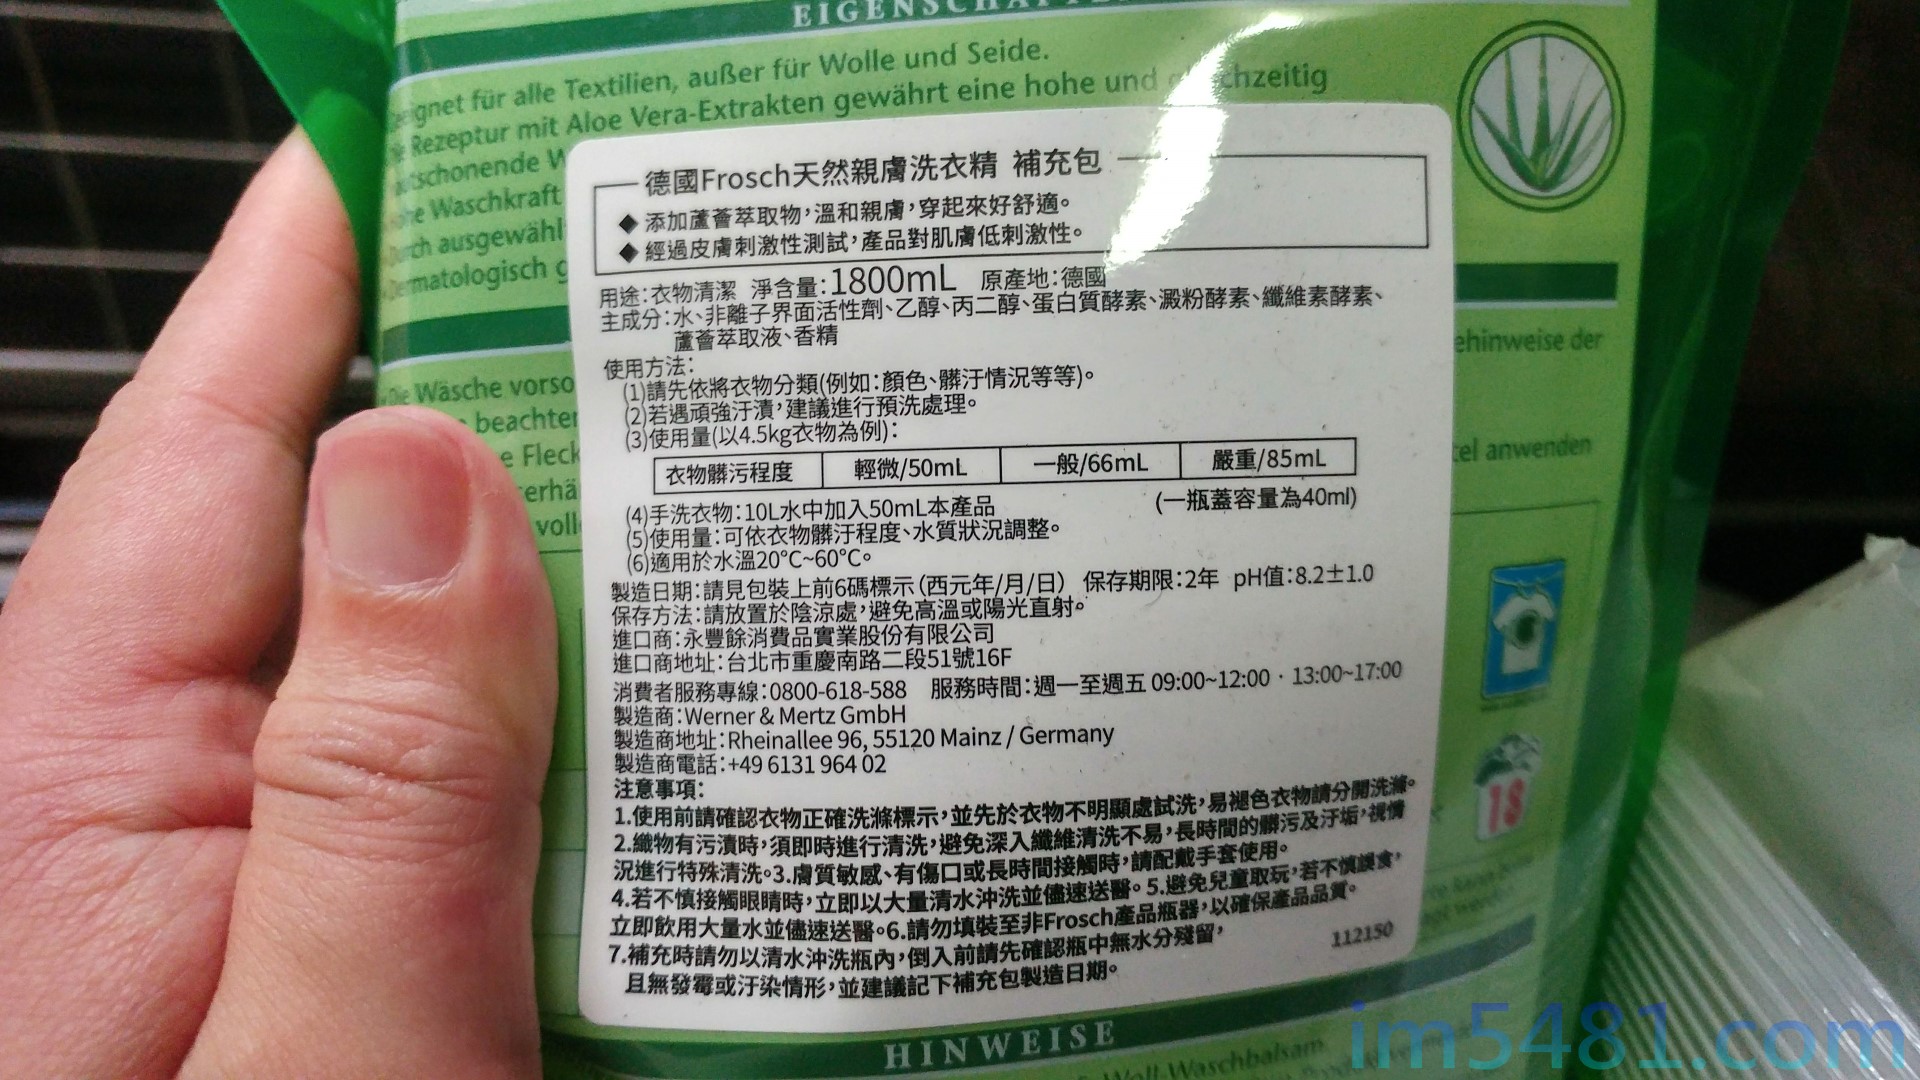 EIGENSCHAFTE
eignet für alle Textilien, außer für Wolle und Seide.
Rezeptur mit Aloe Vera-Extrakten gewährt eine hohe und gleichzeitig
utschonende W
he Waschkraft
Durch ausgewähl
Dermatologisch g
德國Frosch天然親膚洗衣精 補充包
◆ 添加蘆薈萃取物,溫和親膚,穿起來好舒適。
◆ 經過皮膚刺激性測試,產品對肌膚低刺激性。
用途:衣物清潔 淨含量:1800mL 原產地:德國
主成分:水、非離子界面活性劑、乙醇、丙二醇、蛋白質酵素、澱粉酵素、纖維素酵素、
蘆薈萃取液、香精
使用方法:
(1)請先依將衣物分類(例如:顏色、髒汙情況等等)。
(2)若遇頑強汙漬,建議進行預洗處理。
(3)使用量(以4.5kg衣物為例):
衣物髒污程度 輕微/50mL 一般/66mL 嚴重/85mL
(4)手洗衣物:10L水中加入50mL本產品 (一瓶蓋容量為40ml)
(5)使用量:可依衣物髒汙程度、水質狀況調整。
(6)適用於水溫20°C~60°C。
製造日期:請見包裝上前6碼標示(西元年/月/日) 保存期限:2年 pH值:8.2±1.0
保存方法:請放置於陰涼處,避免高溫或陽光直射。
進口商:永豐餘消費品實業股份有限公司
進口商地址:台北市重慶南路二段51號16F
消費者服務專線:0800-618-588 服務時間:週一至週五 09:00~12:00 · 13:00~17:00
製造商:Werner & Mertz GmbH
製造商地址:Rheinallee 96, 55120 Mainz / Germany
製造商電話:+49 6131 964 02
注意事項:
1.使用前請確認衣物正確洗滌標示,並先於衣物不明顯處試洗,易褪色衣物請分開洗滌。
2.織物有污漬時,須即時進行清洗,避免深入纖維清洗不易,長時間的髒污及汙垢,視情
況進行特殊清洗。3.膚質敏感、有傷口或長時間接觸時,請配戴手套使用。
4.若不慎接觸眼睛時,立即以大量清水沖洗並儘速送醫。5.避免兒童取玩,若不慎誤食,
立即飲用大量水並儘速送醫。6.請勿填裝至非Frosch產品瓶器,以確保產品品質。
7.補充時請勿以清水沖洗瓶內,倒入前請先確認瓶中無水分殘留,
且無發霉或汙染情形,並建議記下補充包製造日期。
112150
Die Wäsche vorso
ehinweise der
beachten
e Fleck
tel anwenden
erhä
voll
18
HINWEISE
Woll-Waschbalsam
im5481.com